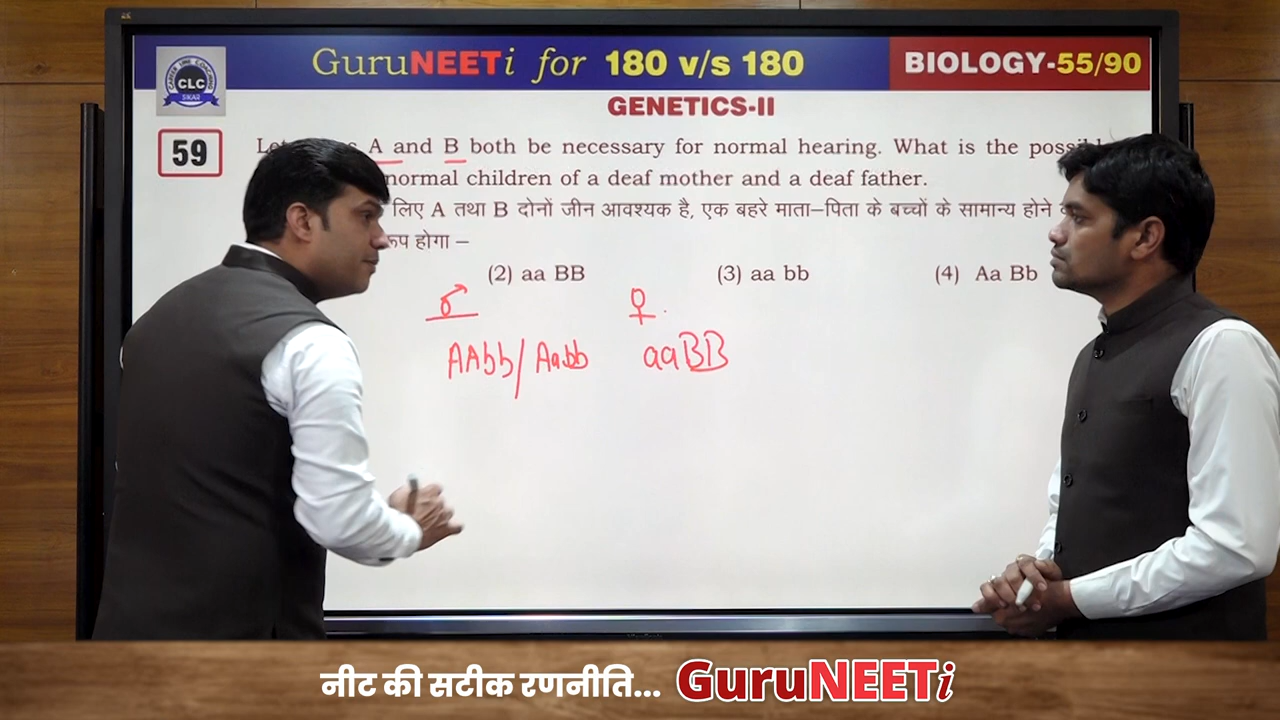 GuruNEETi for 180 v/s 180
BIOLOGY-55/90
CLC
SIKAR
GENETICS-II
59
A and B both be necessary for normal hearing. What is the
normal children of a deaf mother and a deaf father.
लिए A तथा B दोनों जीन आवश्यक है, एक बहरे माता–पिता के बच्चों के सामान्य होने
होगा –
(2) aa BB (3) aa bb (4) Aa Bb
♂ ♀
AAbb/Aabb aaBB
नीट की सटीक रणनीति... GuruNEETi